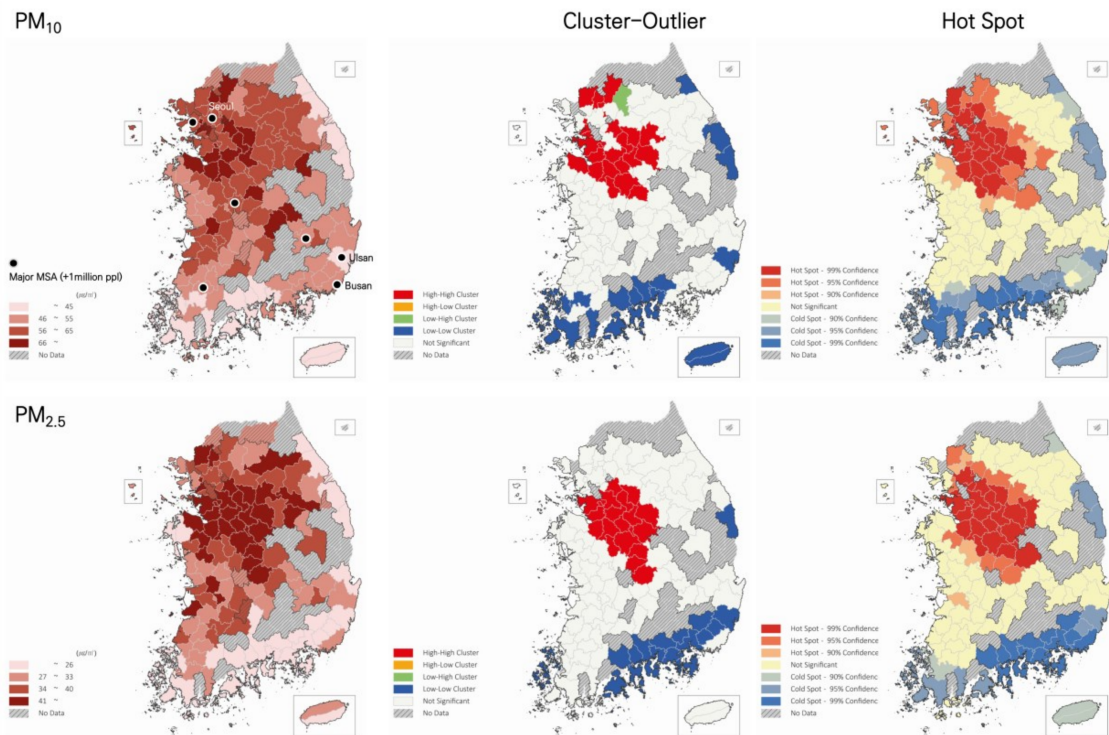 PM10
Cluster-Outlier
Hot Spot
Seoul
Ulsan
Busan
Major MSA (+1million ppl)
(㎍/㎥)
~ 45
46 ~ 55
56 ~ 65
66 ~
No Data
High-High Cluster
High-Low Cluster
Low-High Cluster
Low-Low Cluster
Not Significant
No Data
Hot Spot - 99% Confidence
Hot Spot - 95% Confidence
Hot Spot - 90% Confidence
Not Significant
Cold Spot - 90% Confidenc
Cold Spot - 95% Confidenc
Cold Spot - 99% Confidenc
No Data
PM2.5
(㎍/㎥)
~ 26
27 ~ 33
34 ~ 40
41 ~
No Data
High-High Cluster
High-Low Cluster
Low-High Cluster
Low-Low Cluster
Not Significant
No Data
Hot Spot - 99% Confidence
Hot Spot - 95% Confidence
Hot Spot - 90% Confidence
Not Significant
Cold Spot - 90% Confidenc
Cold Spot - 95% Confidenc
Cold Spot - 99% Confidenc
No Data